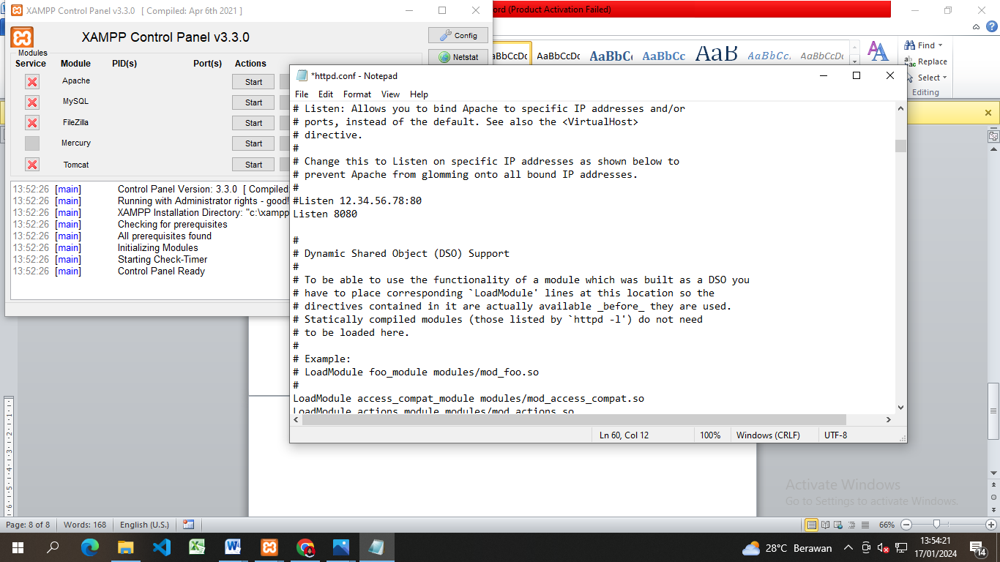 XAMPP Control Panel v3.3.0 [ Compiled: Apr 6th 2021 ]
ord (Product Activation Failed)
XAMPP Control Panel v3.3.0
Config
Netstat
Modules
Service Module PID(s) Port(s) Actions
Apache Start
MySQL Start
FileZilla Start
Mercury Start
Tomcat Start
13:52:26 [main] Control Panel Version: 3.3.0 [ Compiled:
13:52:26 [main] Running with Administrator rights - good!
13:52:26 [main] XAMPP Installation Directory: "c:\xampp
13:52:26 [main] Checking for prerequisites
13:52:26 [main] All prerequisites found
13:52:26 [main] Initializing Modules
13:52:26 [main] Starting Check-Timer
13:52:26 [main] Control Panel Ready
AaBbCcDc AaBbC AaBbCc AaB AaBbCc. AaBbCcDc
Find
Replace
Select
Editing
*httpd.conf - Notepad
File Edit Format View Help
# Listen: Allows you to bind Apache to specific IP addresses and/or
# ports, instead of the default. See also the <VirtualHost>
# directive.
#
# Change this to Listen on specific IP addresses as shown below to
# prevent Apache from glomming onto all bound IP addresses.
#
#Listen 12.34.56.78:80
Listen 8080
#
# Dynamic Shared Object (DSO) Support
#
# To be able to use the functionality of a module which was built as a DSO you
# have to place corresponding `LoadModule' lines at this location so the
# directives contained in it are actually available _before_ they are used.
# Statically compiled modules (those listed by `httpd -l') do not need
# to be loaded here.
#
# Example:
# LoadModule foo_module modules/mod_foo.so
#
LoadModule access_compat_module modules/mod_access_compat.so
LoadModule actions_module modules/mod_actions.so
Ln 60, Col 12 100% Windows (CRLF) UTF-8
Activate Windows
Go to Settings to activate Windows.
Page: 8 of 8 Words: 168 English (U.S.) 66%
28°C Berawan
13:54:21
17/01/2024
14